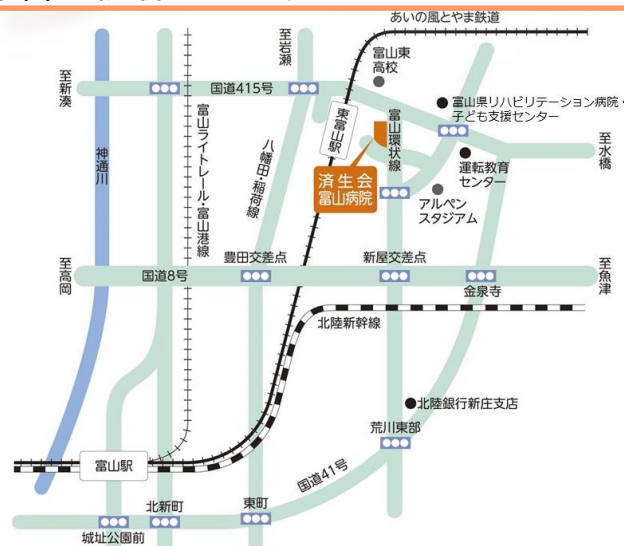 あいの風とやま鉄道
至岩瀬
富山東
高校
至新湊
国道415号
富山県リハビリテーション病院・
子ども支援センター
東富山駅
富山環状線
至水橋
富山ライトレール・富山港線
八幡田・稲荷線
神通川
運転教育
センター
済生会
富山病院
アルペン
スタジアム
至高岡
国道8号
豊田交差点
新屋交差点
至魚津
金泉寺
北陸新幹線
北陸銀行新庄支店
荒川東部
富山駅
国道41号
北新町
東町
城址公園前